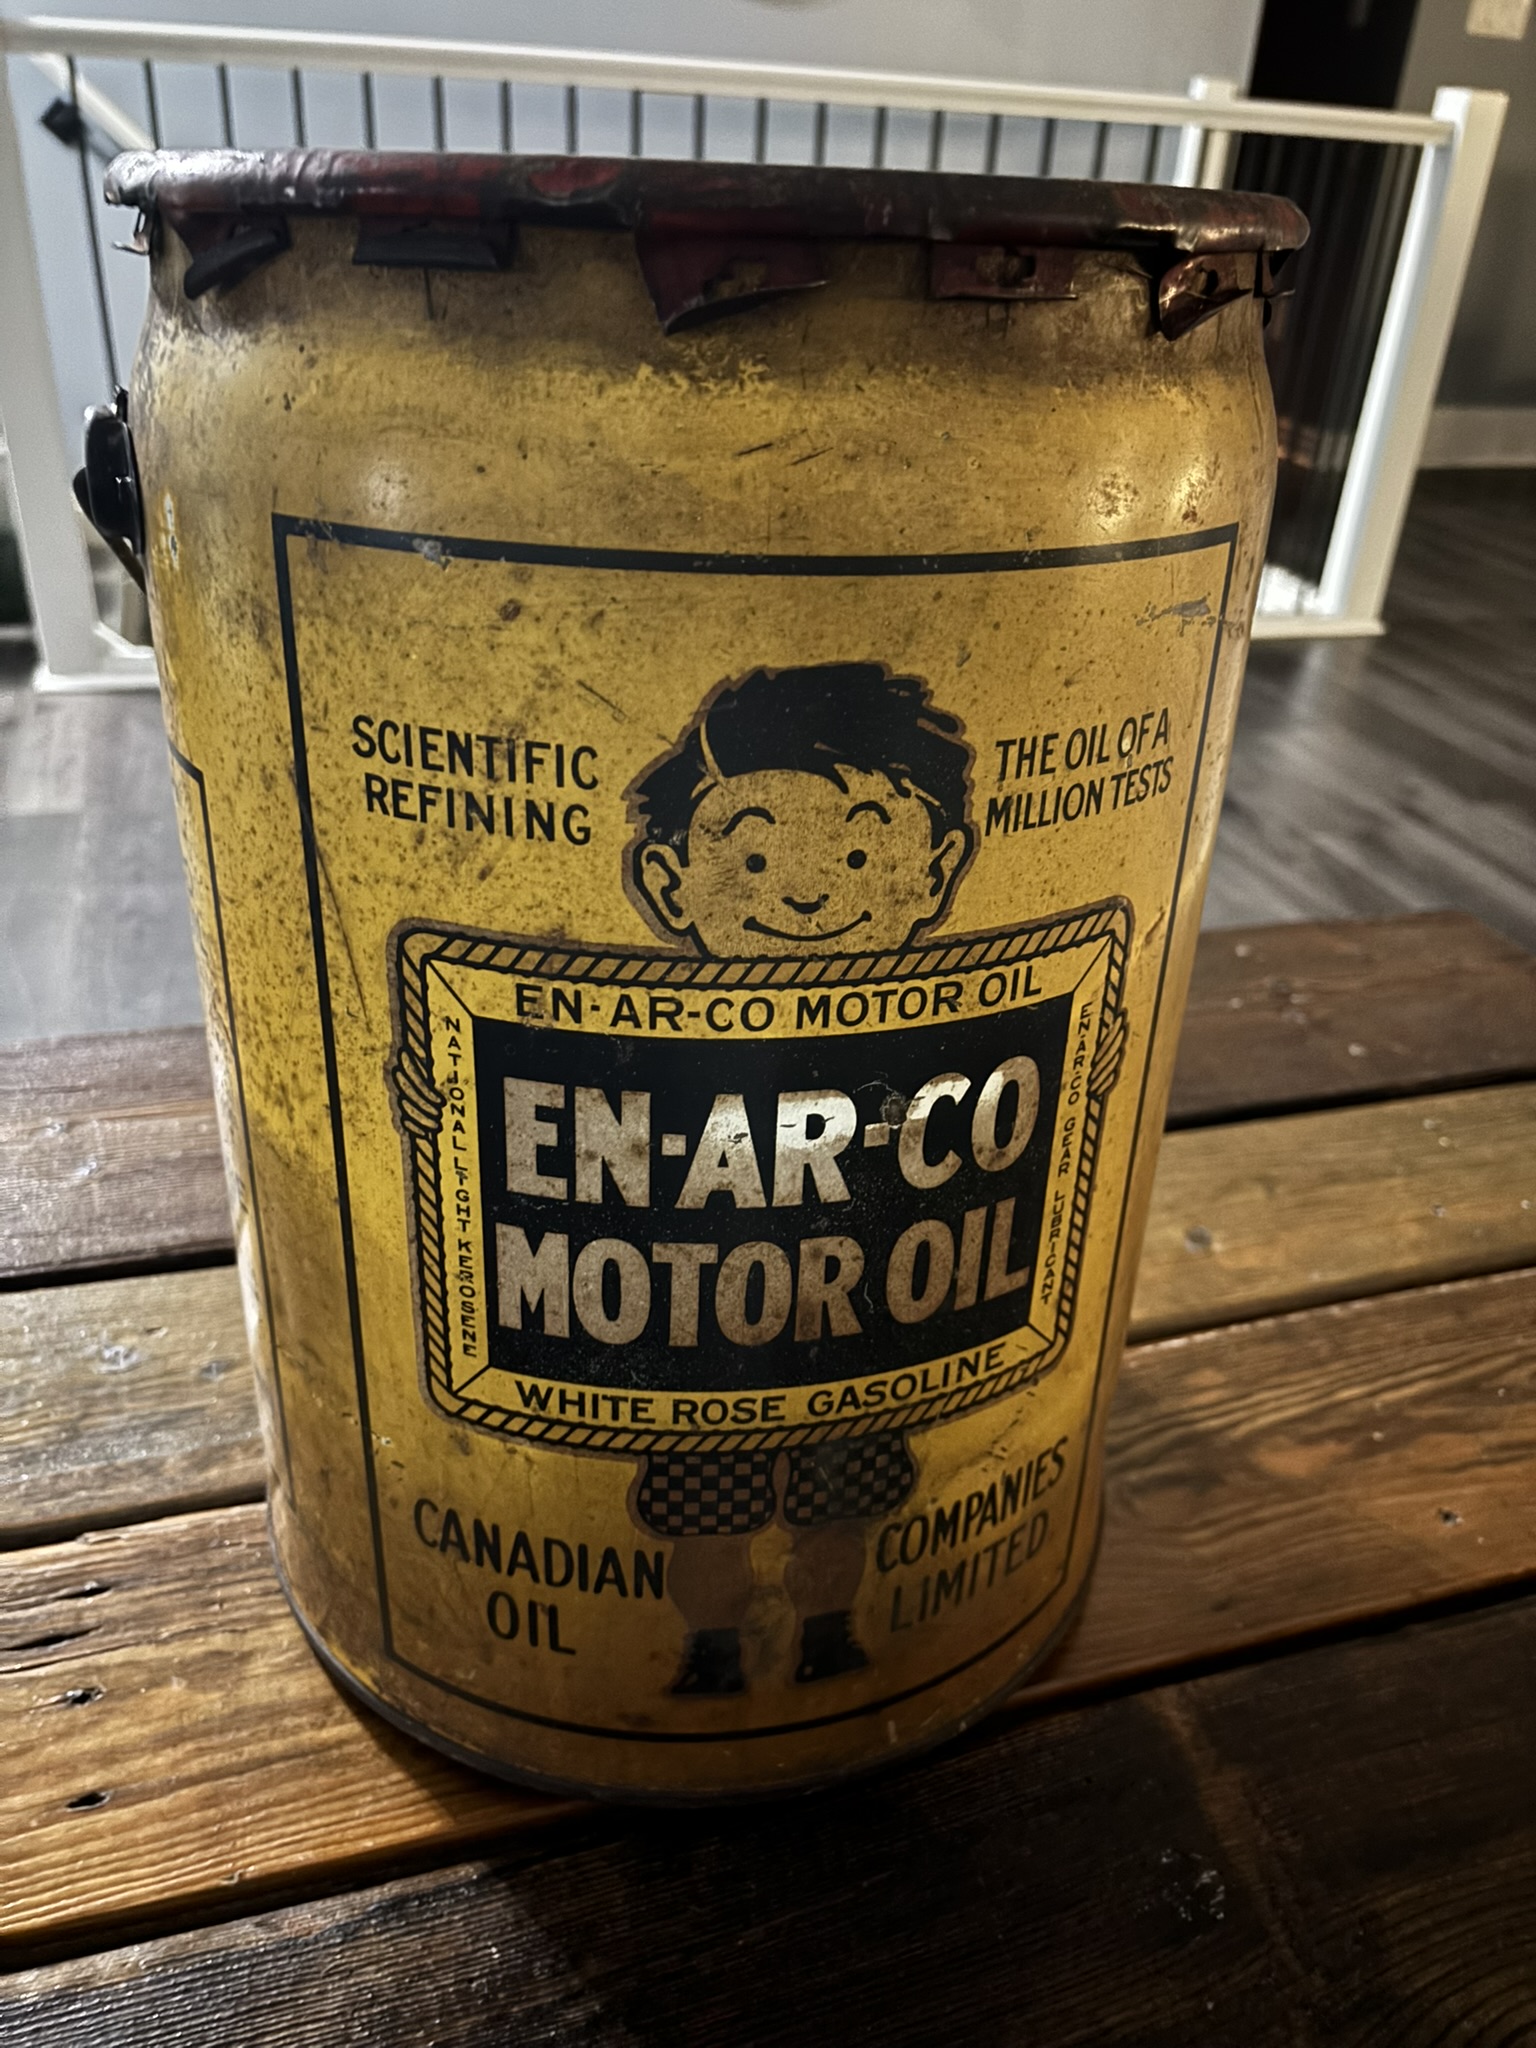 SCIENTIFIC
REFINING
THE OIL OF A
MILLION TESTS
EN-AR-CO MOTOR OIL
NATIONAL LIGHT KEROSENE
EN-AR-CO
MOTOR OIL
EN-AR-CO GEAR LUBRICANT
WHITE ROSE GASOLINE
CANADIAN
OIL
COMPANIES
LIMITED